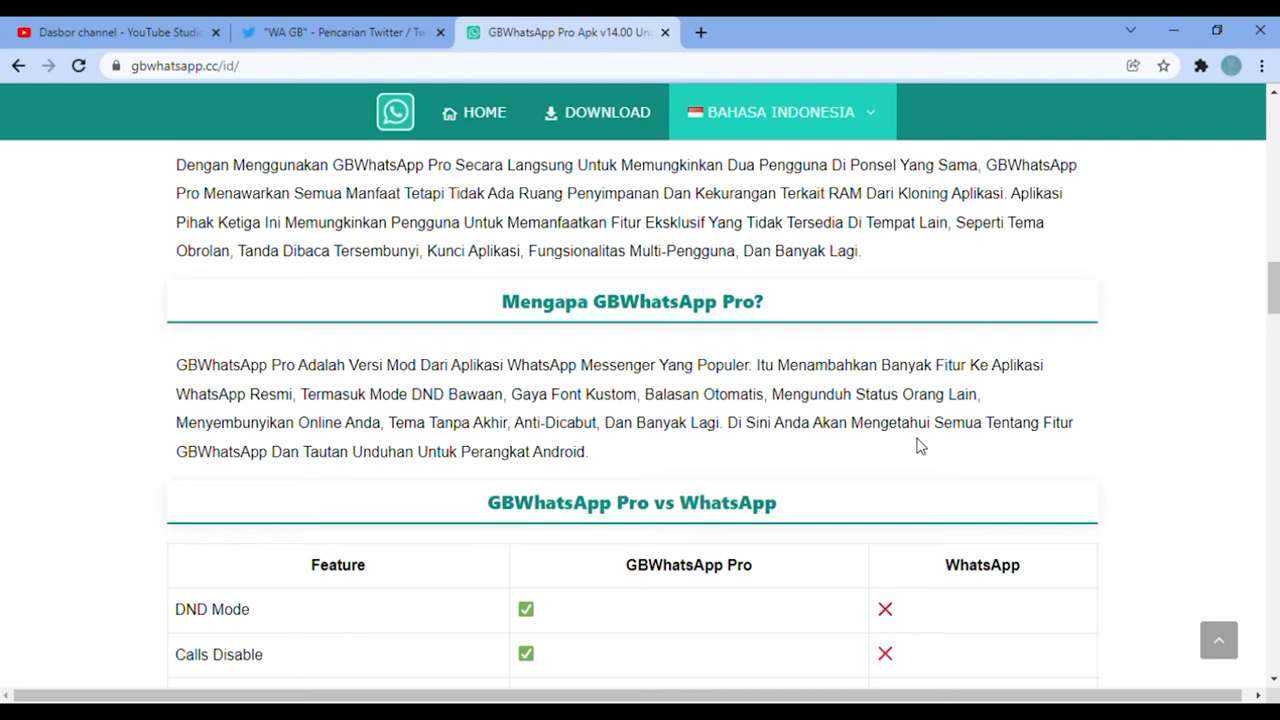 Dasbor channel - YouTube Studio
"WA GB" - Pencarian Twitter / Tw
GBWhatsApp Pro Apk v14.00 Unc
gbwhatsapp.cc/id/
HOME
DOWNLOAD
BAHASA INDONESIA
Dengan Menggunakan GBWhatsApp Pro Secara Langsung Untuk Memungkinkan Dua Pengguna Di Ponsel Yang Sama, GBWhatsApp
Pro Menawarkan Semua Manfaat Tetapi Tidak Ada Ruang Penyimpanan Dan Kekurangan Terkait RAM Dari Kloning Aplikasi. Aplikasi
Pihak Ketiga Ini Memungkinkan Pengguna Untuk Memanfaatkan Fitur Eksklusif Yang Tidak Tersedia Di Tempat Lain, Seperti Tema
Obrolan, Tanda Dibaca Tersembunyi, Kunci Aplikasi, Fungsionalitas Multi-Pengguna, Dan Banyak Lagi.
Mengapa GBWhatsApp Pro?
GBWhatsApp Pro Adalah Versi Mod Dari Aplikasi WhatsApp Messenger Yang Populer. Itu Menambahkan Banyak Fitur Ke Aplikasi
WhatsApp Resmi, Termasuk Mode DND Bawaan, Gaya Font Kustom, Balasan Otomatis, Mengunduh Status Orang Lain,
Menyembunyikan Online Anda, Tema Tanpa Akhir, Anti-Dicabut, Dan Banyak Lagi. Di Sini Anda Akan Mengetahui Semua Tentang Fitur
GBWhatsApp Dan Tautan Unduhan Untuk Perangkat Android.
GBWhatsApp Pro vs WhatsApp
Feature
GBWhatsApp Pro
WhatsApp
DND Mode
Calls Disable